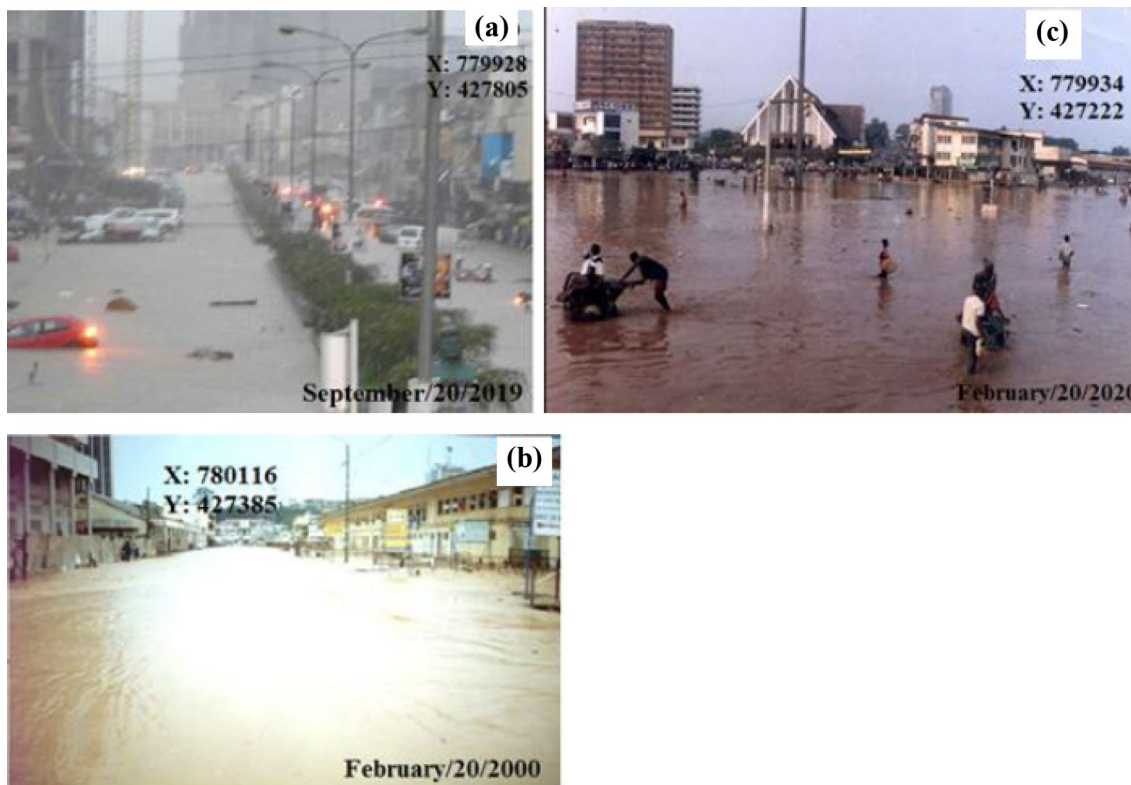 (a)
X: 779928
Y: 427805
September/20/2019
(c)
X: 779934
Y: 427222
February/20/2020
(b)
X: 780116
Y: 427385
February/20/2000